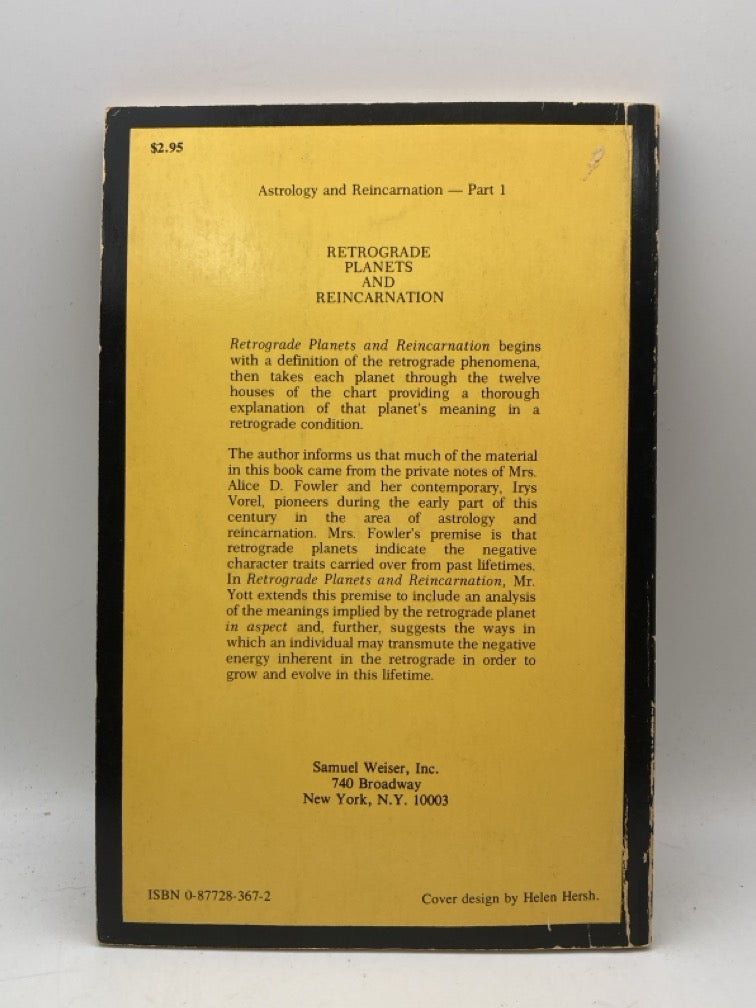 $2.95
Astrology and Reincarnation — Part 1
RETROGRADE
PLANETS
AND
REINCARNATION
Retrograde Planets and Reincarnation begins
with a definition of the retrograde phenomena,
then takes each planet through the twelve
houses of the chart providing a thorough
explanation of that planet's meaning in a
retrograde condition.
The author informs us that much of the material
in this book came from the private notes of Mrs.
Alice D. Fowler and her contemporary, Irys
Vorel, pioneers during the early part of this
century in the area of astrology and
reincarnation. Mrs. Fowler's premise is that
retrograde planets indicate the negative
character traits carried over from past lifetimes.
In Retrograde Planets and Reincarnation, Mr.
Yott extends this premise to include an analysis
of the meanings implied by the retrograde planet
in aspect and, further, suggests the ways in
which an individual may transmute the negative
energy inherent in the retrograde in order to
grow and evolve in this lifetime.
Samuel Weiser, Inc.
740 Broadway
New York, N.Y. 10003
ISBN 0-87728-367-2
Cover design by Helen Hersh.